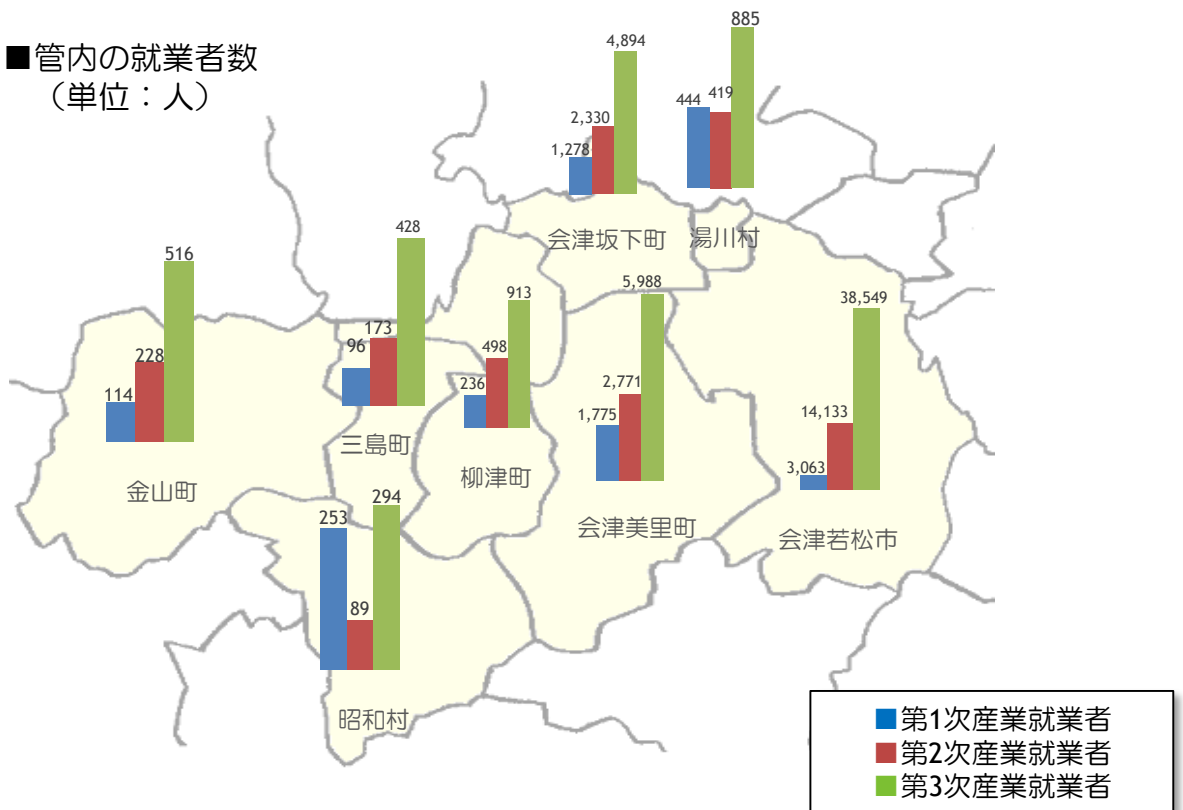 ■管内の就業者数
（単位：人）
885
4,894
444
419
2,330
1,278
会津坂下町
湯川村
428
516
5,988
913
38,549
173
96
228
498
236
114
2,771
1,775
14,133
3,063
三島町
柳津町
金山町
会津美里町
会津若松市
294
253
89
昭和村
■第1次産業就業者
■第2次産業就業者
■第3次産業就業者